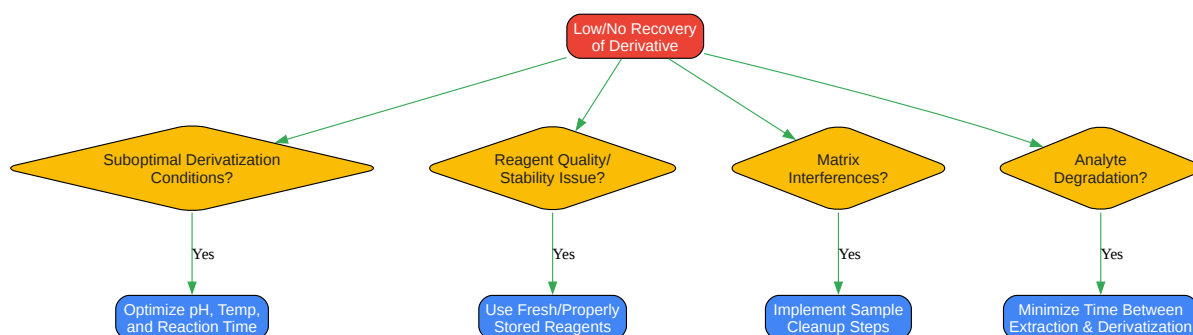 Low/No Recovery
of Derivative
Suboptimal Derivatization
Conditions?
Reagent Quality/
Stability Issue?
Matrix
Interferences?
Analyte
Degradation?
Yes
Yes
Yes
Yes
Optimize pH, Temp,
and Reaction Time
Use Fresh/Properly
Stored Reagents
Implement Sample
Cleanup Steps
Minimize Time Between
Extraction & Derivatization